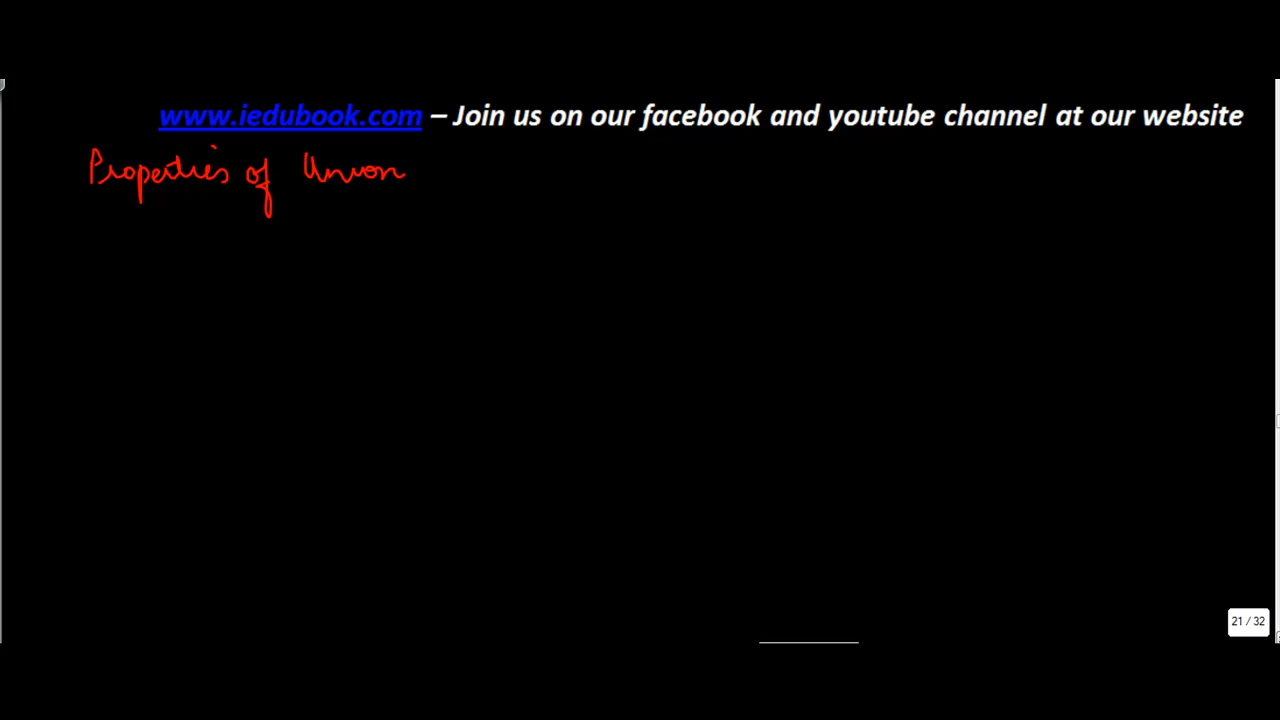 www.iedubook.com – Join us on our facebook and youtube channel at our website
Properties of Union
21 / 32